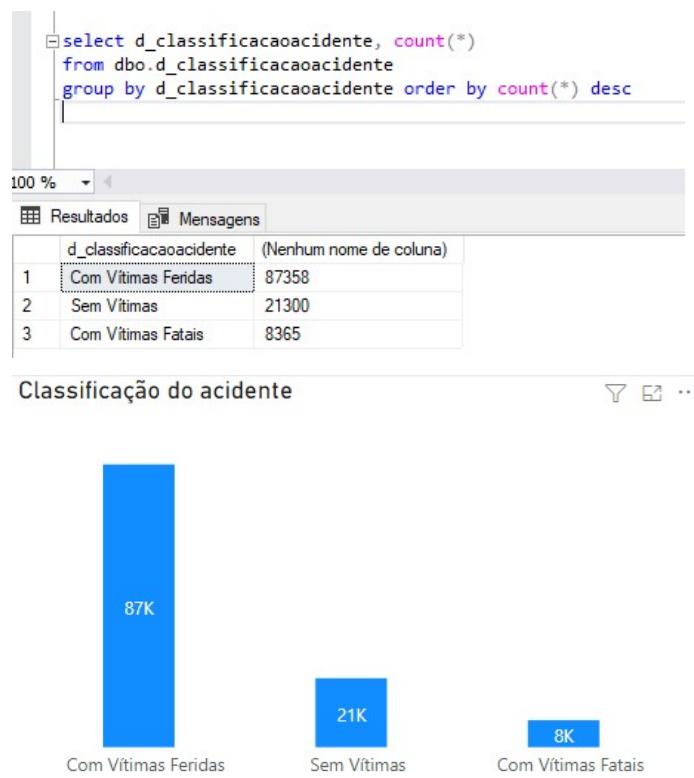 select d_classificacaoacidente, count(*)
from dbo.d_classificacaoacidente
group by d_classificacaoacidente order by count(*) desc
100 %
Resultados Mensagens
d_classificacaoacidente (Nenhum nome de coluna)
1 Com Vítimas Feridas 87358
2 Sem Vítimas 21300
3 Com Vítimas Fatais 8365
Classificação do acidente
87K
21K
8K
Com Vítimas Feridas Sem Vítimas Com Vítimas Fatais